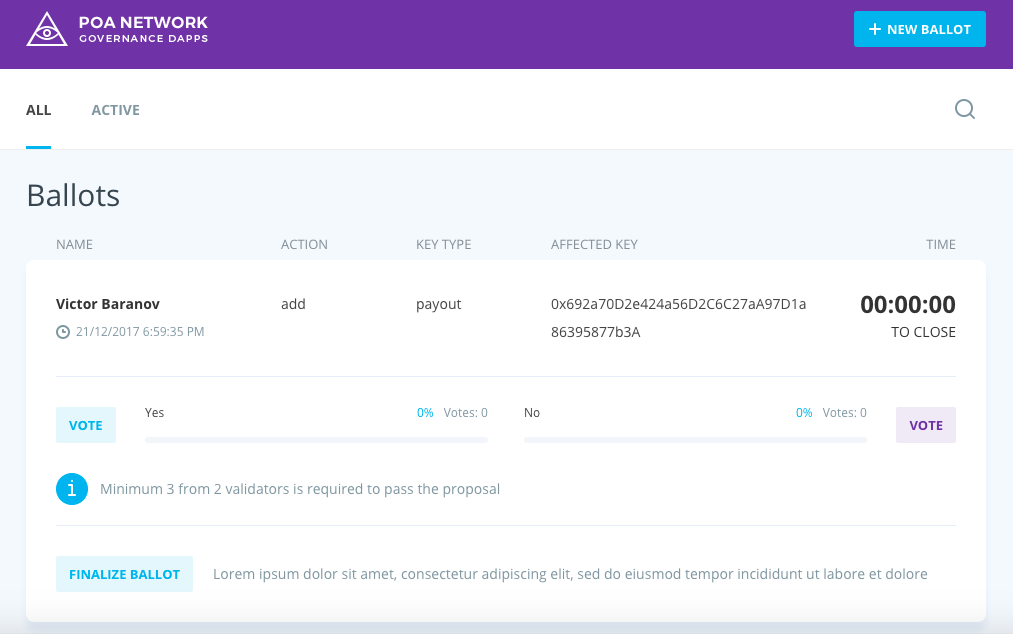 POA NETWORK
GOVERNANCE DAPPS
+ NEW BALLOT
ALL
ACTIVE
Ballots
NAME ACTION KEY TYPE AFFECTED KEY TIME
Victor Baranov add payout 0x692a70D2e424a56D2C6C27aA97D1a 00:00:00
21/12/2017 6:59:35 PM 86395877b3A TO CLOSE
VOTE Yes 0% Votes: 0 No 0% Votes: 0 VOTE
i Minimum 3 from 2 validators is required to pass the proposal
FINALIZE BALLOT Lorem ipsum dolor sit amet, consectetur adipiscing elit, sed do eiusmod tempor incididunt ut labore et dolore